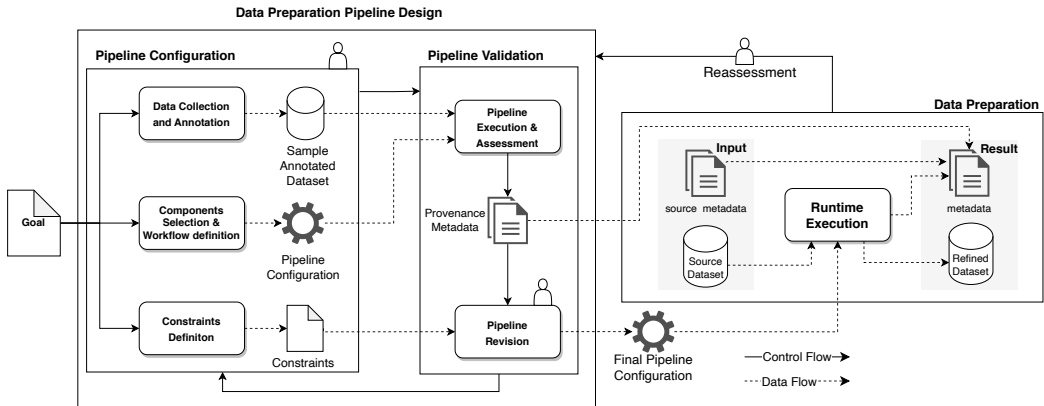 Data Preparation Pipeline Design
Pipeline Configuration
Pipeline Validation
Reassessment
Data Preparation
Goal
Data Collection
and Annotation
Sample
Annotated
Dataset
Components
Selection &
Workflow definition
Pipeline
Configuration
Constraints
Definiton
Constraints
Pipeline
Execution &
Assessment
Provenance
Metadata
Pipeline
Revision
Final Pipeline
Configuration
Input
source metadata
Source
Dataset
Runtime
Execution
Result
metadata
Refined
Dataset
Control Flow
Data Flow